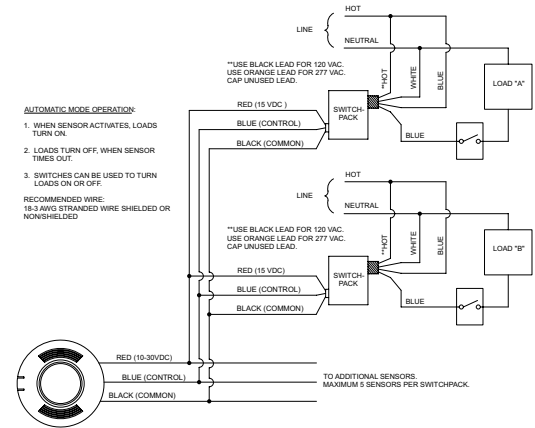 HOT
LINE
NEUTRAL
**USE BLACK LEAD FOR 120 VAC.
USE ORANGE LEAD FOR 277 VAC.
CAP UNUSED LEAD.
**HOT
WHITE
BLUE
LOAD "A"
RED (15 VDC )
SWITCH-
PACK
BLUE (CONTROL)
BLUE
BLACK (COMMON)
AUTOMATIC MODE OPERATION:
1. WHEN SENSOR ACTIVATES, LOADS
TURN ON.
2. LOADS TURN OFF, WHEN SENSOR
TIMES OUT.
3. SWITCHES CAN BE USED TO TURN
LOADS ON OR OFF.
RECOMMENDED WIRE:
18-3 AWG STRANDED WIRE SHIELDED OR
NON/SHIELDED
HOT
LINE
NEUTRAL
**USE BLACK LEAD FOR 120 VAC.
USE ORANGE LEAD FOR 277 VAC.
CAP UNUSED LEAD.
**HOT
WHITE
BLUE
LOAD "B"
RED (15 VDC)
SWITCH-
PACK
BLUE (CONTROL)
BLUE
BLACK (COMMON)
RED (10-30VDC)
BLUE (CONTROL)
BLACK (COMMON)
TO ADDITIONAL SENSORS.
MAXIMUM 5 SENSORS PER SWITCHPACK.